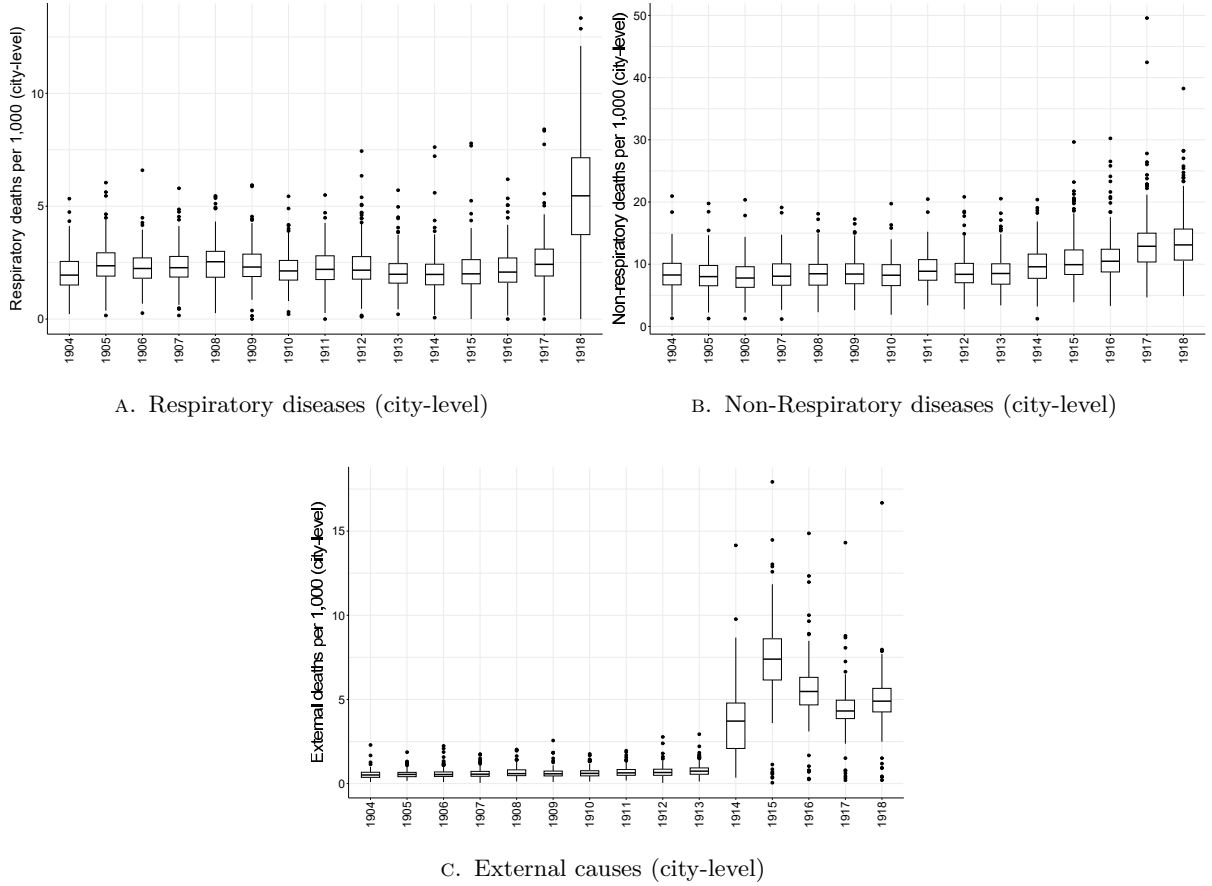 Respiratory deaths per 1,000 (city-level)
15
10
5
0
1904 1905 1906 1907 1908 1909 1910 1911 1912 1913 1914 1915 1916 1917 1918
A. Respiratory diseases (city-level)
Non-respiratory deaths per 1,000 (city-level)
50
40
30
20
10
0
1904 1905 1906 1907 1908 1909 1910 1911 1912 1913 1914 1915 1916 1917 1918
B. Non-Respiratory diseases (city-level)
External deaths per 1,000 (city-level)
15
10
5
0
1904 1905 1906 1907 1908 1909 1910 1911 1912 1913 1914 1915 1916 1917 1918
C. External causes (city-level)